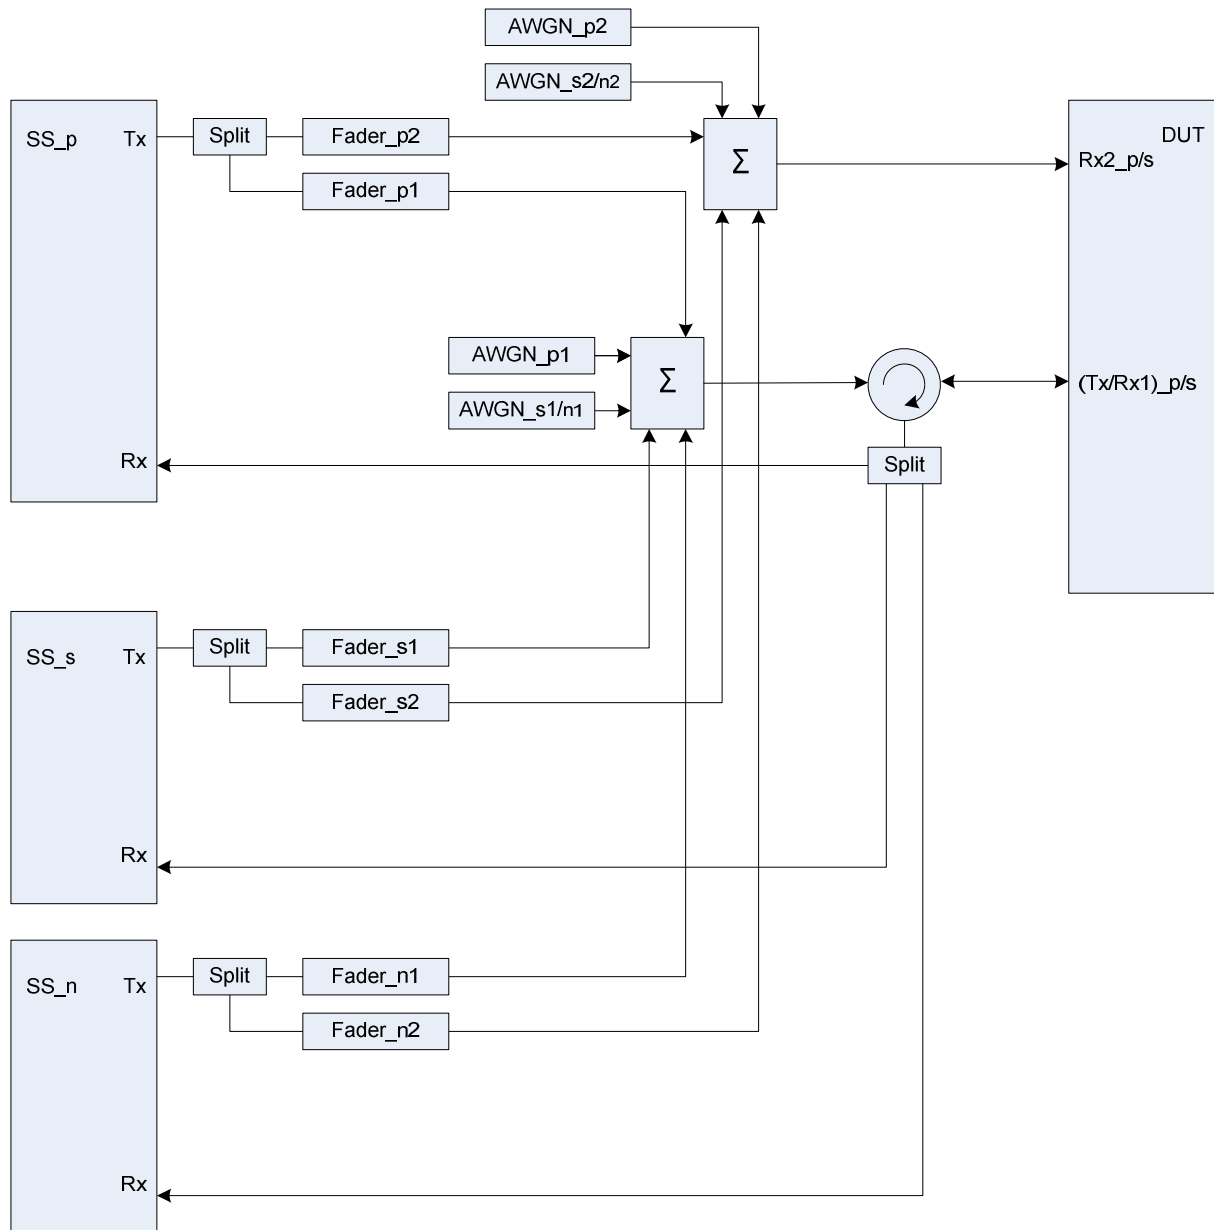 AWGN_p2
AWGN_s2/n2
SS_p Tx
Split
Fader_p2
Fader_p1
Σ
DUT
Rx2_p/s
AWGN_p1
AWGN_s1/n1
Σ
(Tx/Rx1)_p/s
Rx
Split
SS_s Tx
Split
Fader_s1
Fader_s2
Rx
SS_n Tx
Split
Fader_n1
Fader_n2
Rx